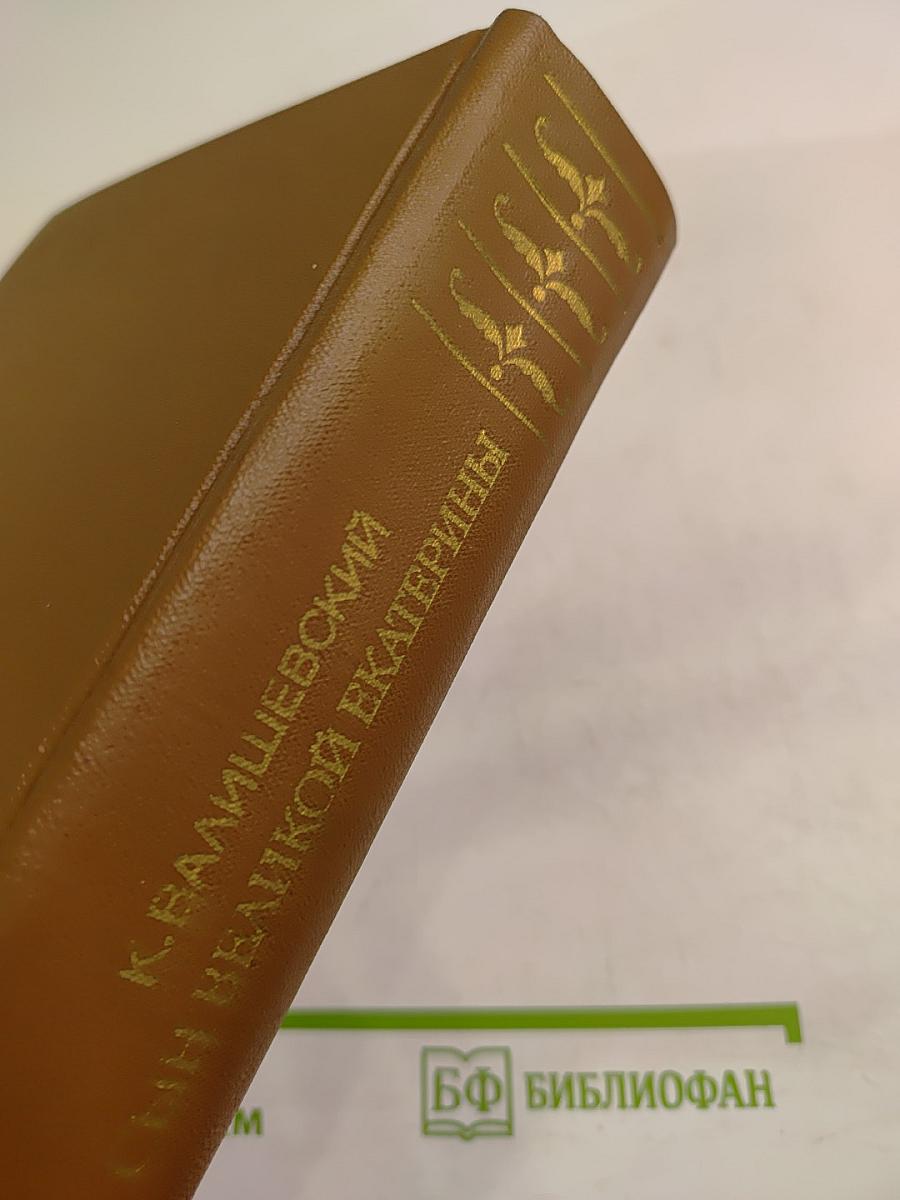 К. ВАЛИШЕВСКИЙ
СЫН ВЕЛИКОЙ ЕКАТЕРИНЫ
БФ БИБЛИОФАН